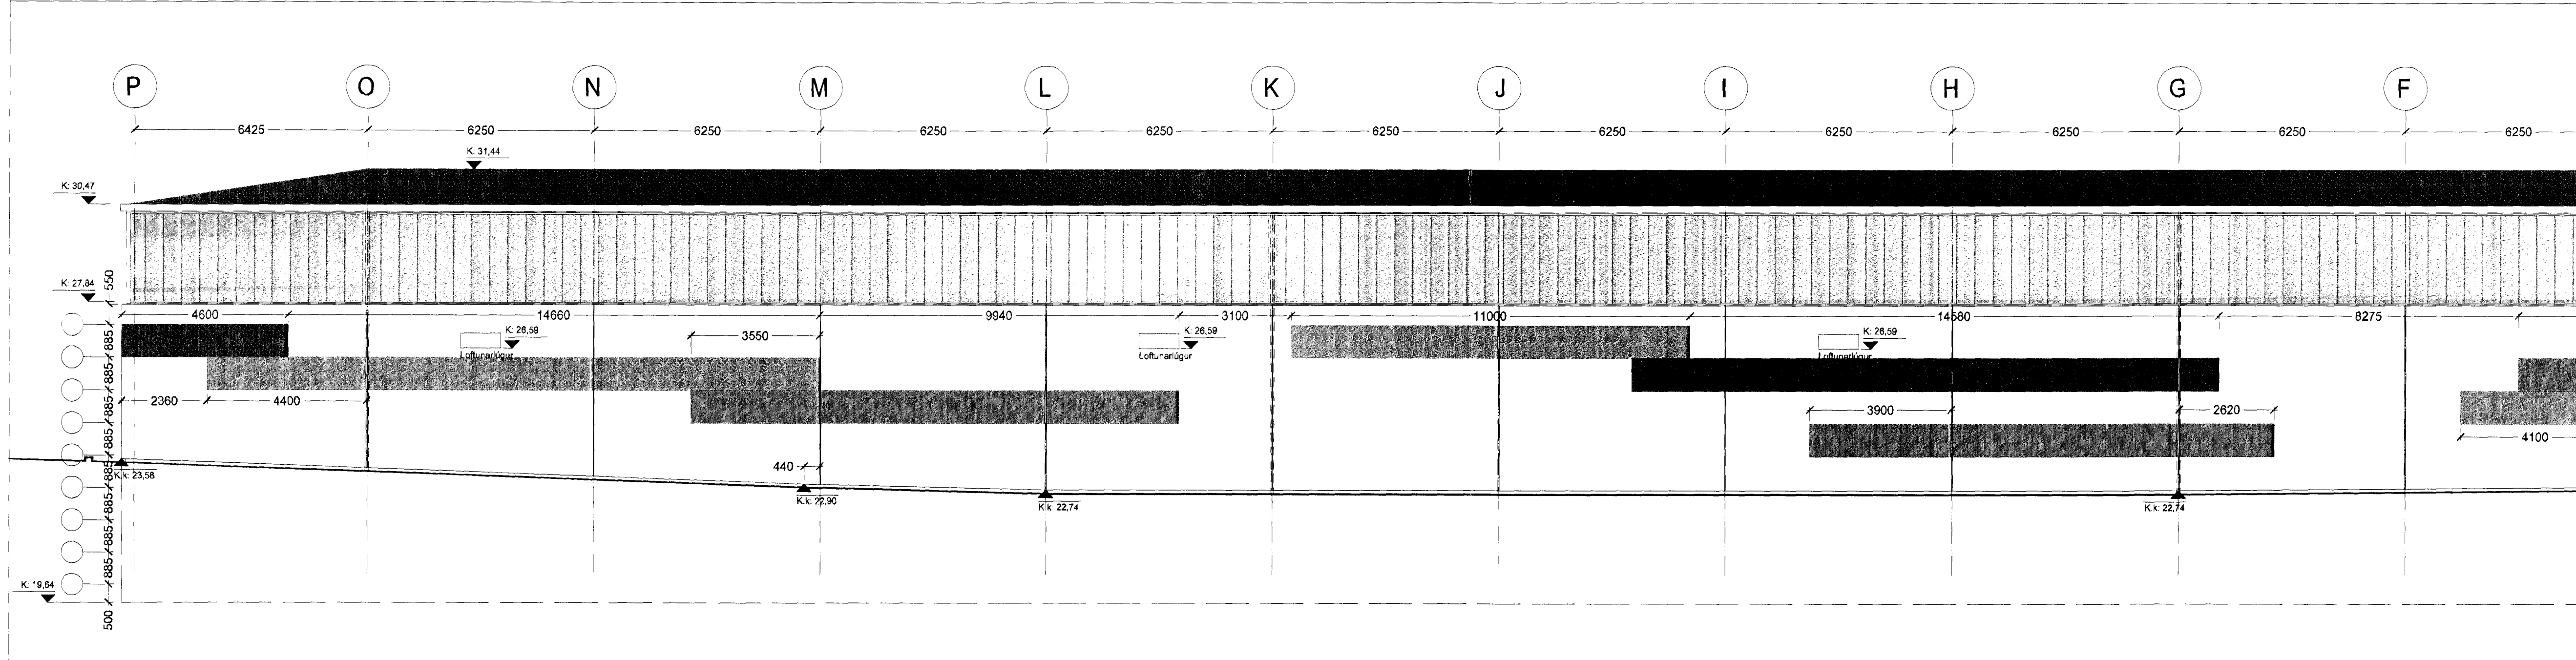 P O N M L K J I H G F
6425 6250 6250 6250 6250 6250 6250 6250 6250 6250 6250
K: 31,44
K: 30,47
K: 27,84
550
4600 14660 9940 3100 11000 14680 8275
K: 26,59 K: 26,59 K: 26,59
3550
Loftunarlúgur Loftunarlúgur Loftunarlúgur
885
885
885
885
885
885
885
885
2360 4400 3900 2620
4100
440
K.k: 23,58
K.k: 22,90
K.k: 22,74
K.k: 22,74
K: 19,64
500